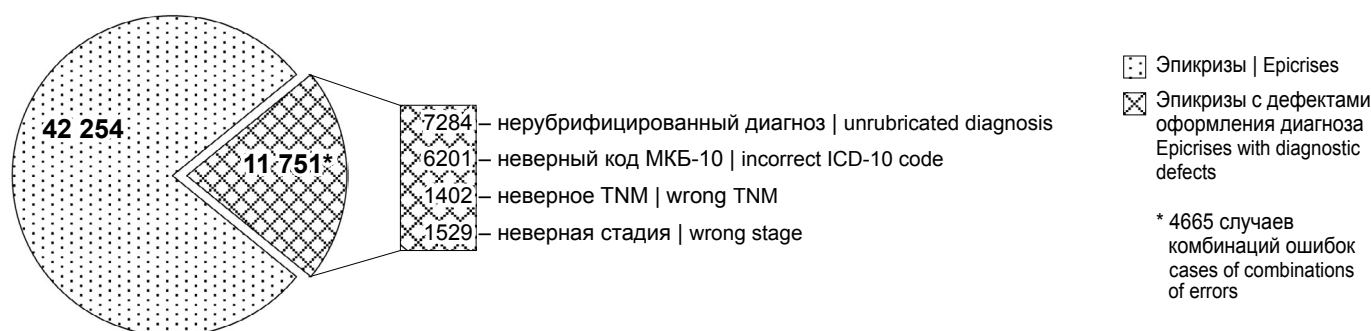 42 254
11 751*
7284 – нерубрифицированный диагноз | unrubricated diagnosis
6201 – неверный код МКБ-10 | incorrect ICD-10 code
1402 – неверное TNM | wrong TNM
1529 – неверная стадия | wrong stage
Эпикризы | Epicrises
Эпикризы с дефектами
оформления диагноза
Epicrises with diagnostic
defects
* 4665 случаев
комбинаций ошибок
cases of combinations
of errors